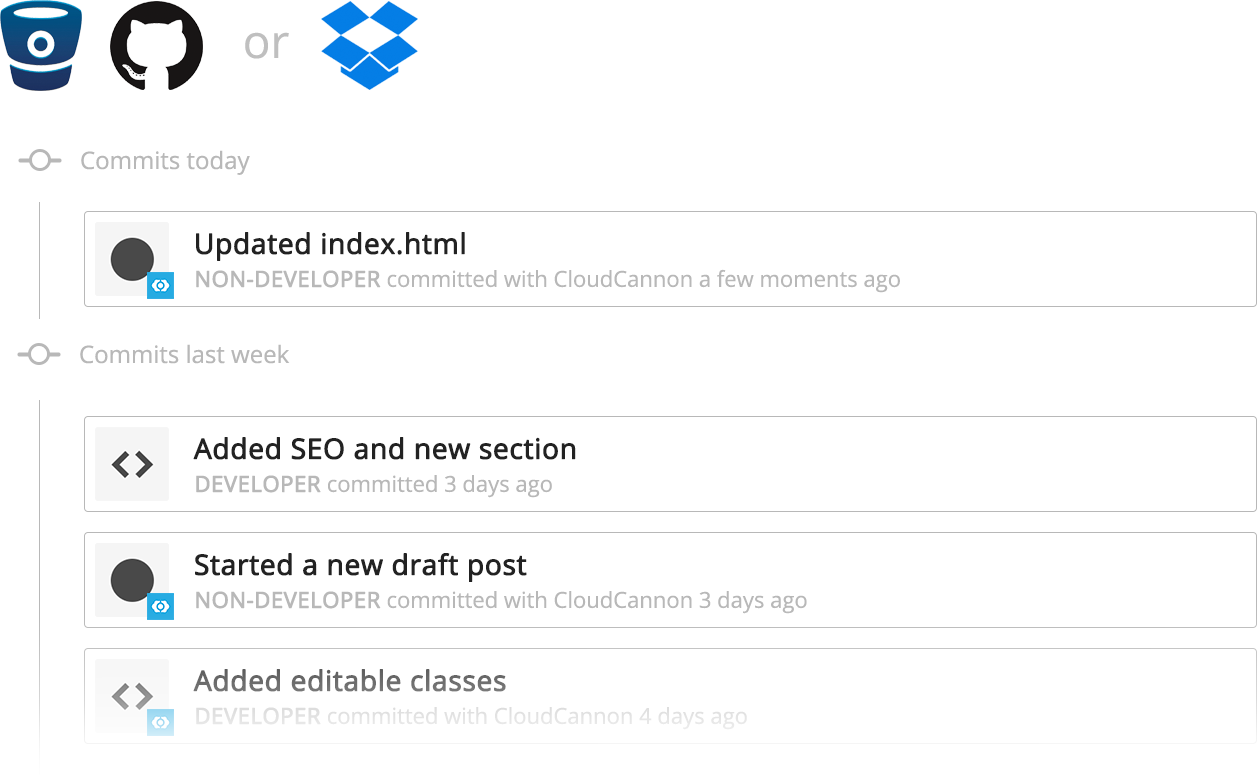 or
Commits today
Updated index.html
NON-DEVELOPER committed with CloudCannon a few moments ago
Commits last week
Added SEO and new section
DEVELOPER committed 3 days ago
Started a new draft post
NON-DEVELOPER committed with CloudCannon 3 days ago
Added editable classes
DEVELOPER committed with CloudCannon 4 days ago